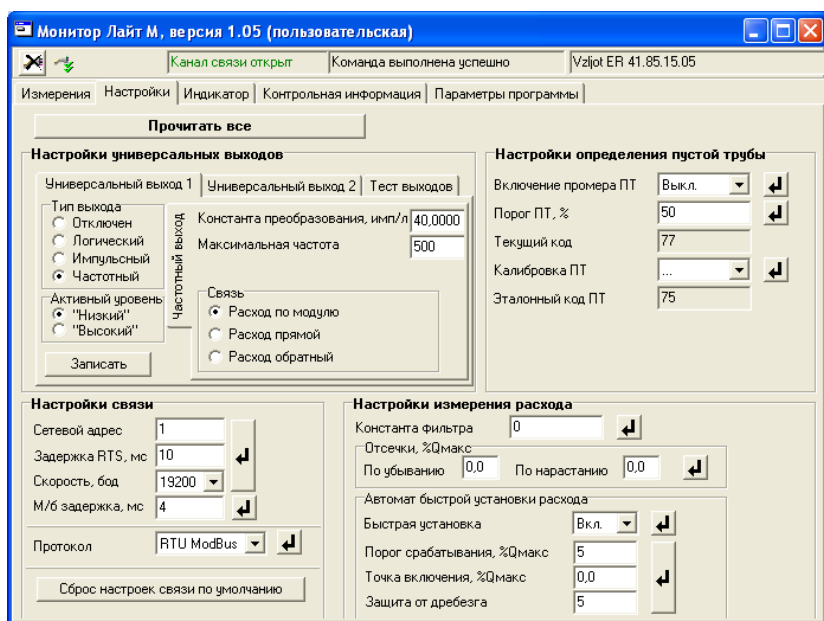 Монитор Лайт М, версия 1.05 (пользовательская)
Канал связи открыт Команда выполнена успешно Vzljot ER 41.85.15.05
Измерения Настройки Индикатор Контрольная информация Параметры программы
Прочитать все
Настройки универсальных выходов
Универсальный выход 1 Универсальный выход 2 Тест выходов
Тип выхода
Отключен
Логический
Импульсный
Частотный
Активный уровень
"Низкий"
"Высокий"
Записать
Частотный выход
Константа преобразования, имп/л 40,0000
Максимальная частота 500
Связь
Расход по модулю
Расход прямой
Расход обратный
Настройки определения пустой трубы
Включение промера ПТ Выкл.
Порог ПТ, % 50
Текущий код 77
Калибровка ПТ ...
Эталонный код ПТ 75
Настройки связи
Сетевой адрес 1
Задержка RTS, мс 10
Скорость, бод 19200
М/б задержка, мс 4
Протокол RTU ModBus
Сброс настроек связи по умолчанию
Настройки измерения расхода
Константа фильтра 0
Отсечки, %Qмакс
По убыванию 0,0 По нарастанию 0,0
Автомат быстрой установки расхода
Быстрая установка Вкл.
Порог срабатывания, %Qмакс 5
Точка включения, %Qмакс 0,0
Защита от дребезга 5